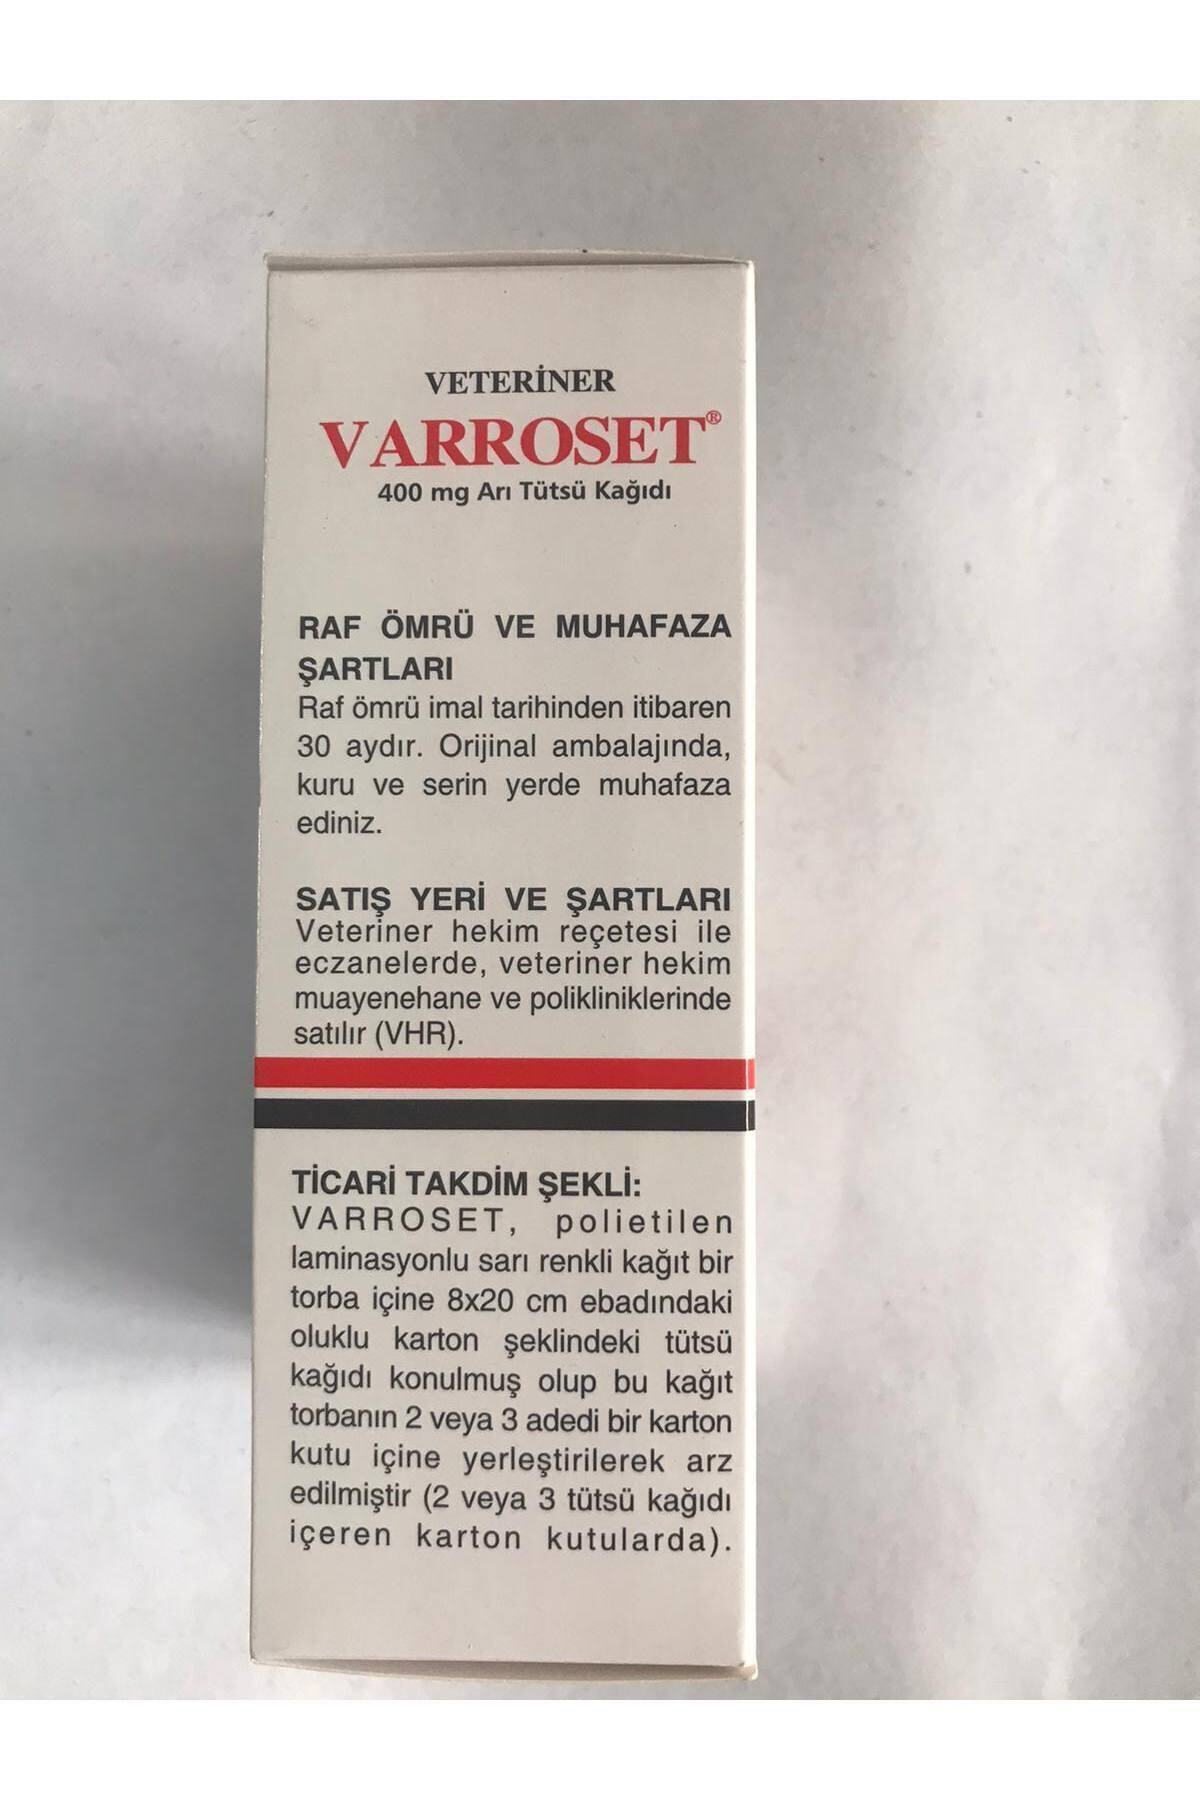 VETERİNER
VARROSET®
400 mg Arı Tütsü Kağıdı
RAF ÖMRÜ VE MUHAFAZA
ŞARTLARI
Raf ömrü imal tarihinden itibaren
30 aydır. Orijinal ambalajında,
kuru ve serin yerde muhafaza
ediniz.
SATIŞ YERİ VE ŞARTLARI
Veteriner hekim reçetesi ile
eczanelerde, veteriner hekim
muayenehane ve polikliniklerinde
satılır (VHR).
TİCARİ TAKDİM ŞEKLİ:
VARROSET, polietilen
laminasyonlu sarı renkli kağıt bir
torba içine 8x20 cm ebadındaki
oluklu karton şeklindeki tütsü
kağıdı konulmuş olup bu kağıt
torbanın 2 veya 3 adedi bir karton
kutu içine yerleştirilerek arz
edilmiştir (2 veya 3 tütsü kağıdı
içeren karton kutularda).